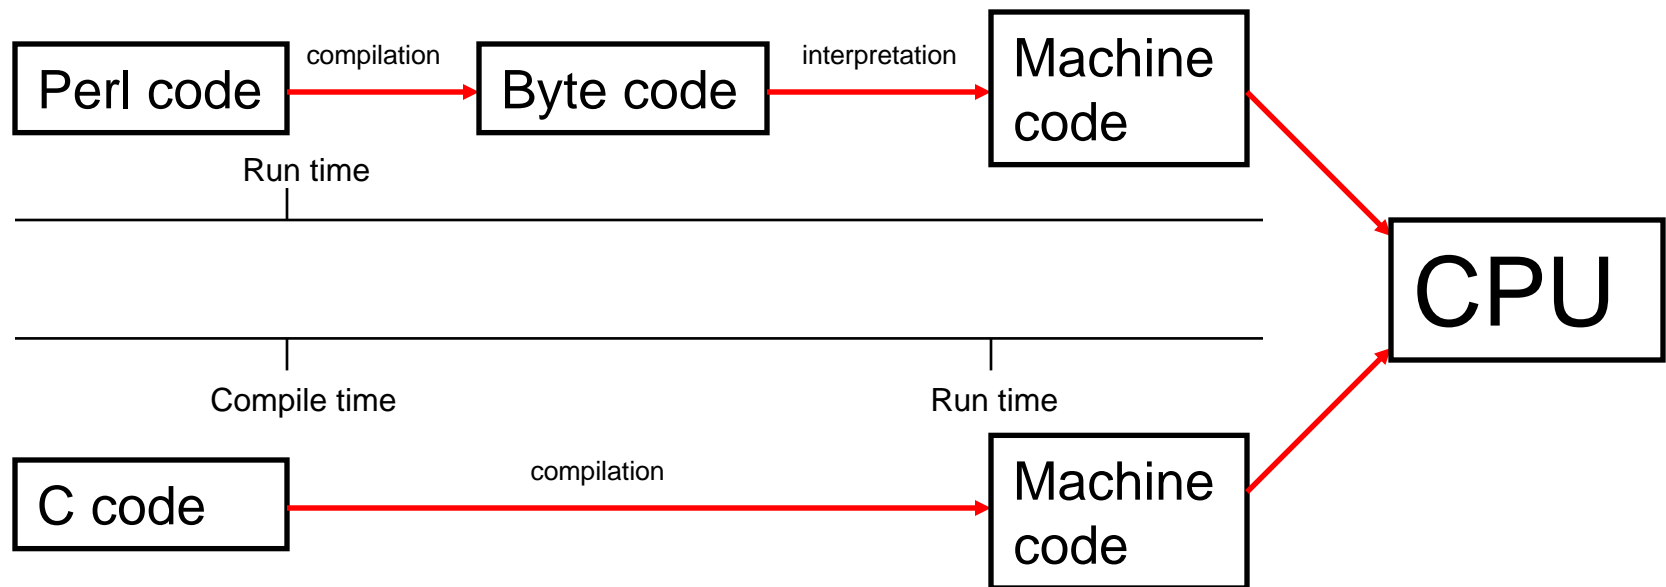 Perl code
compilation
Byte code
interpretation
Machine
code
Run time
CPU
Compile time
Run time
C code
compilation
Machine
code